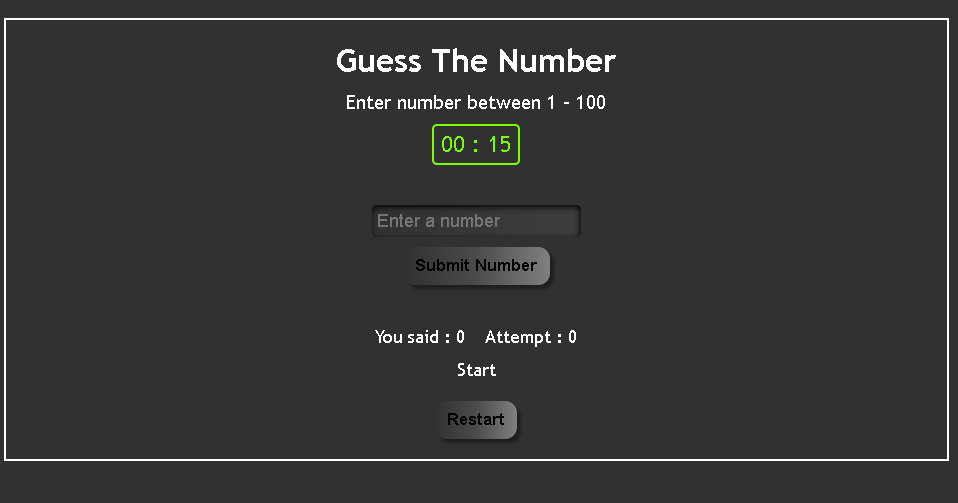 Guess The Number
Enter number between 1 - 100
00 : 15
Enter a number
Submit Number
You said : 0 Attempt : 0
Start
Restart